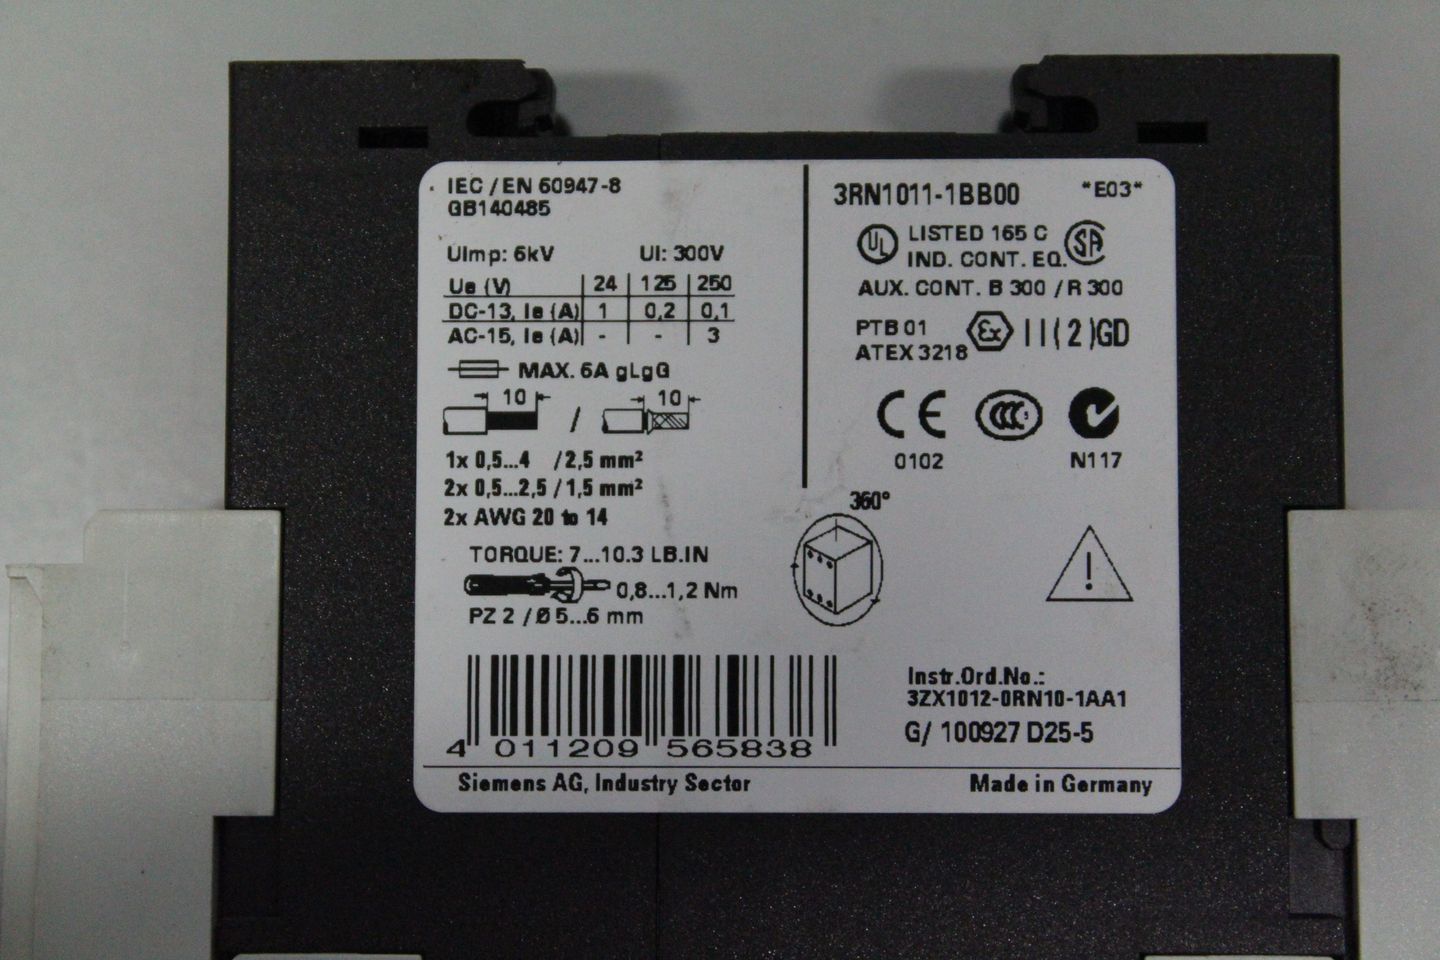 IEC / EN 60947-8
GB140485
UImp: 6kV UI: 300V
Ue (V) 24 125 250
DC-13, Ie (A) 1 0,2 0,1
AC-15, Ie (A) - - 3
MAX. 6A gLgG
10 / 10
1x 0,5...4 / 2,5 mm²
2x 0,5...2,5 / 1,5 mm²
2x AWG 20 to 14
TORQUE: 7...10.3 LB.IN
0,8...1,2 Nm
PZ 2 / Ø 5...6 mm
4 011209 565838
3RN1011-1BB00 *E03*
UL LISTED 165 C SA
IND. CONT. EQ.
AUX. CONT. B 300 / R 300
PTB 01 Ex II(2)GD
ATEX 3218
CE CCC S
0102 N117
360°
!
Instr.Ord.No.:
3ZX1012-0RN10-1AA1
G/ 100927 D25-5
Siemens AG, Industry Sector Made in Germany